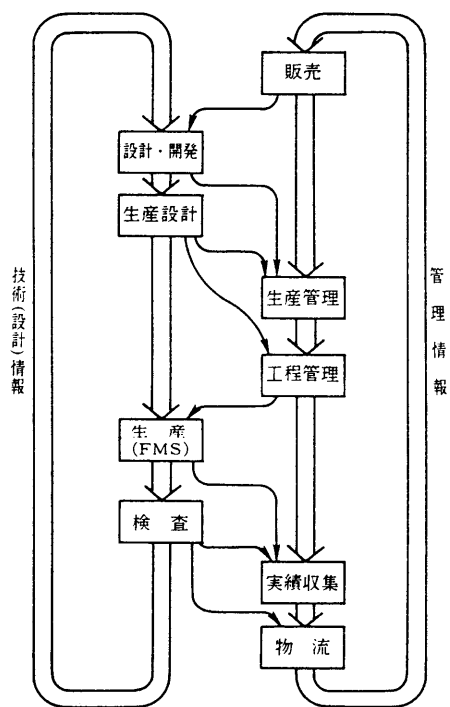 販売
設計・開発
生産設計
生産管理
工程管理
生 産
(FMS)
検 査
実績収集
物 流
技術(設計)情報
管理情報